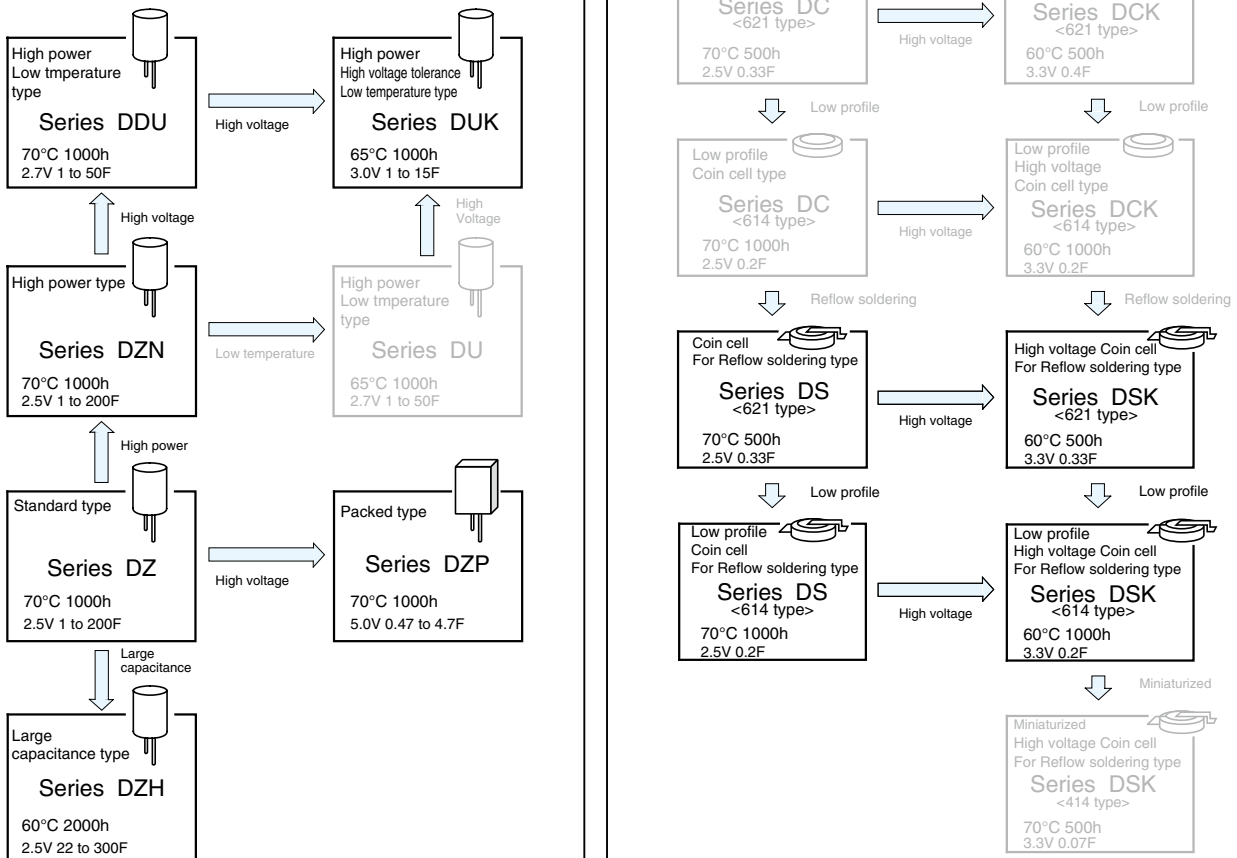 High power
Low tmperature
type
Series DDU
70°C 1000h
2.7V 1 to 50F
High voltage
High power
High voltage tolerance
Low temperature type
Series DUK
65°C 1000h
3.0V 1 to 15F
High voltage
High
Voltage
High power type
Series DZN
70°C 1000h
2.5V 1 to 200F
Low temperature
High power
Low tmperature
type
Series DU
65°C 1000h
2.7V 1 to 50F
High power
Standard type
Series DZ
70°C 1000h
2.5V 1 to 200F
High voltage
Packed type
Series DZP
70°C 1000h
5.0V 0.47 to 4.7F
Large
capacitance
Large
capacitance type
Series DZH
60°C 2000h
2.5V 22 to 300F
Series DC
<621 type>
70°C 500h
2.5V 0.33F
High voltage
Series DCK
<621 type>
60°C 500h
3.3V 0.4F
Low profile
Low profile
Low profile
Coin cell type
Series DC
<614 type>
70°C 1000h
2.5V 0.2F
High voltage
Low profile
High voltage
Coin cell type
Series DCK
<614 type>
60°C 1000h
3.3V 0.2F
Reflow soldering
Reflow soldering
Coin cell
For Reflow soldering type
Series DS
<621 type>
70°C 500h
2.5V 0.33F
High voltage
High voltage Coin cell
For Reflow soldering type
Series DSK
<621 type>
60°C 500h
3.3V 0.33F
Low profile
Low profile
Low profile
Coin cell
For Reflow soldering type
Series DS
<614 type>
70°C 1000h
2.5V 0.2F
High voltage
Low profile
High voltage Coin cell
For Reflow soldering type
Series DSK
<614 type>
60°C 1000h
3.3V 0.2F
Miniaturized
Miniaturized
High voltage Coin cell
For Reflow soldering type
Series DSK
<414 type>
70°C 500h
3.3V 0.07F